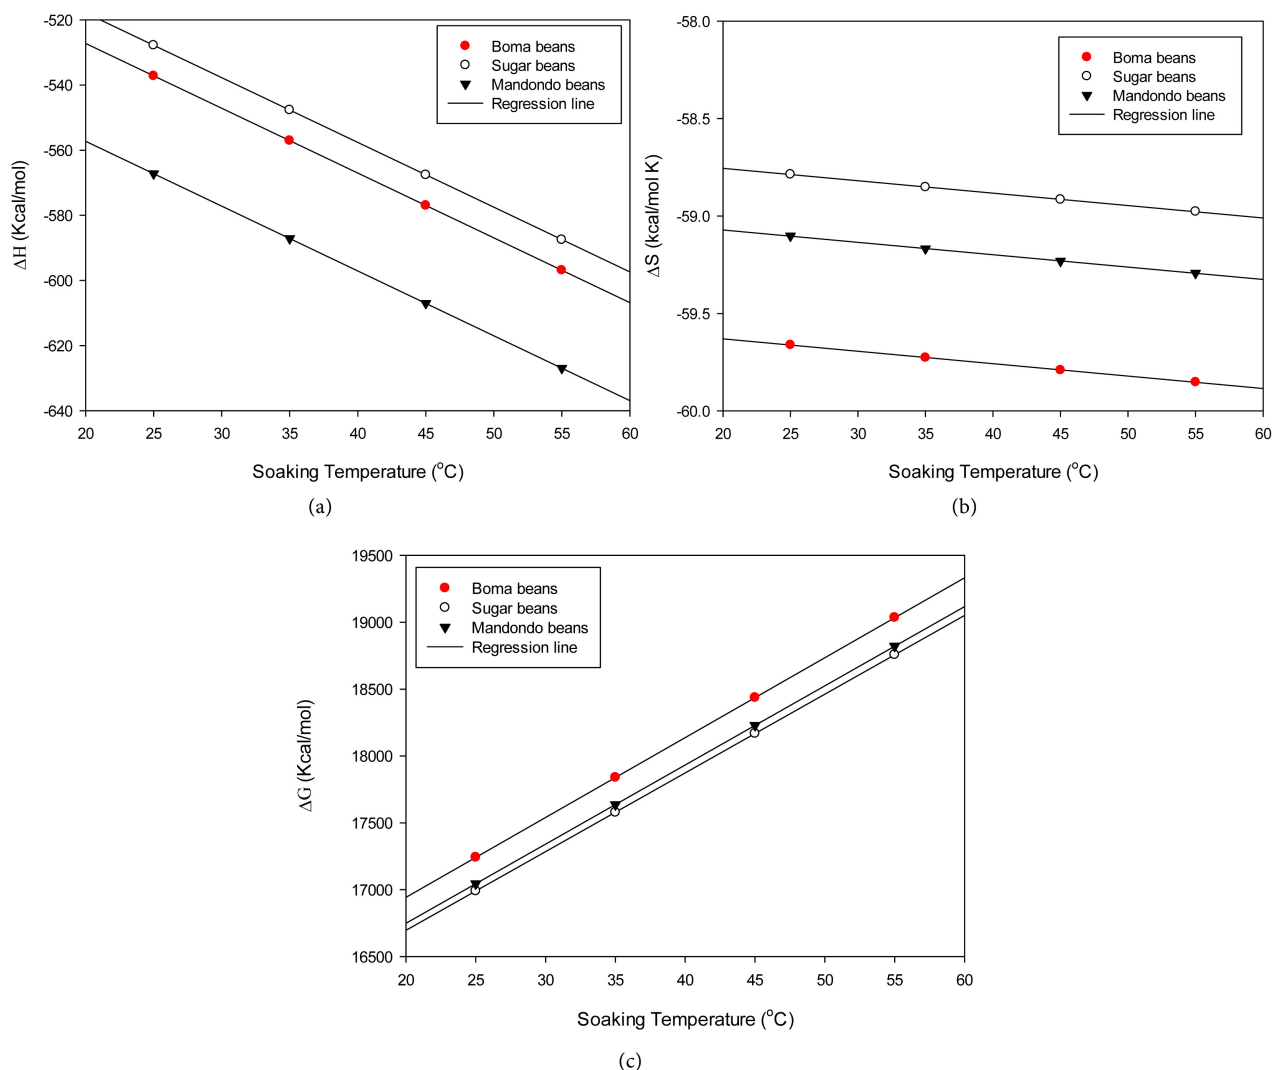 -520
-540
-560
-580
-600
-620
-640
ΔH (Kcal/mol)
Boma beans
Sugar beans
Mandondo beans
Regression line
20 25 30 35 40 45 50 55 60
Soaking Temperature (°C)
(a)
-58.0
-58.5
-59.0
-59.5
-60.0
ΔS (kcal/mol K)
Boma beans
Sugar beans
Mandondo beans
Regression line
20 25 30 35 40 45 50 55 60
Soaking Temperature (°C)
(b)
19500
19000
18500
18000
17500
17000
16500
ΔG (Kcal/mol)
Boma beans
Sugar beans
Mandondo beans
Regression line
20 25 30 35 40 45 50 55 60
Soaking Temperature (°C)
(c)